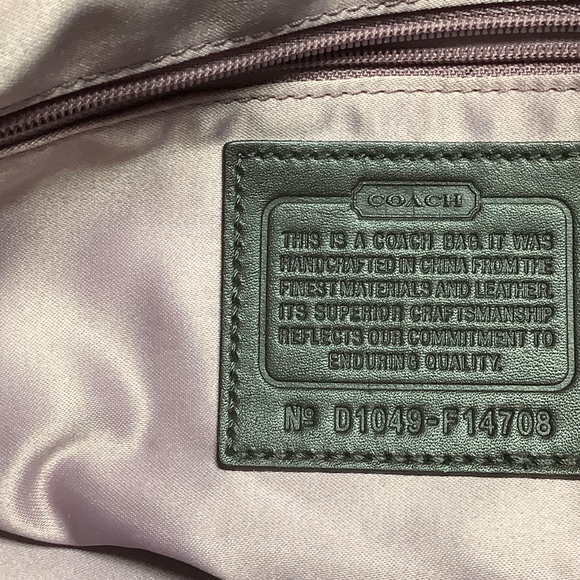 COACH
THIS IS A COACH BAG. IT WAS
HANDCRAFTED IN CHINA FROM THE
FINEST MATERIALS AND LEATHER.
ITS SUPERIOR CRAFTSMANSHIP
REFLECTS OUR COMMITMENT TO
ENDURING QUALITY.
Nº D1049-F14708